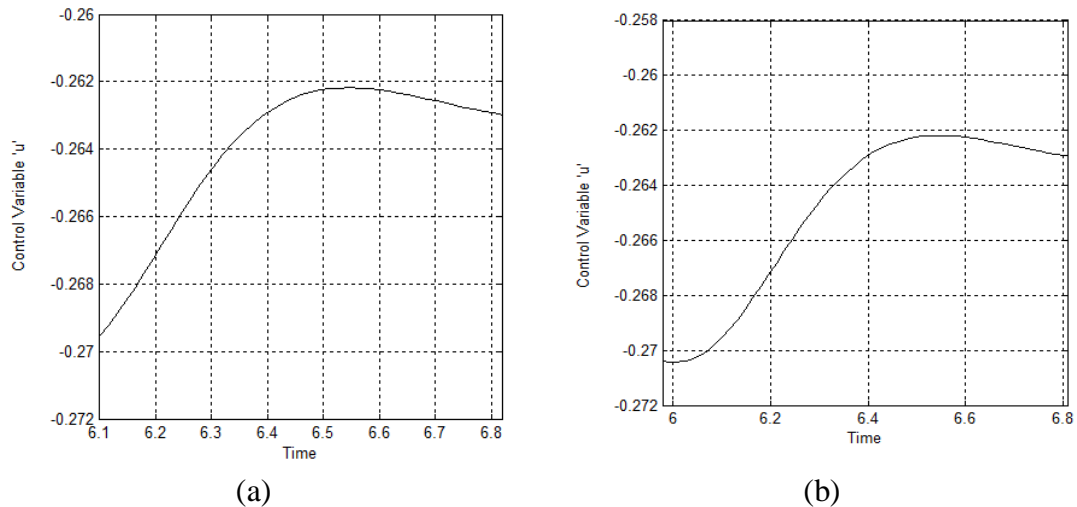 -0.26
-0.262
-0.264
-0.266
-0.268
-0.27
-0.272
Control Variable 'u'
6.1 6.2 6.3 6.4 6.5 6.6 6.7 6.8
Time
(a)
-0.258
-0.26
-0.262
-0.264
-0.266
-0.268
-0.27
-0.272
Control Variable 'u'
6 6.2 6.4 6.6 6.8
Time
(b)